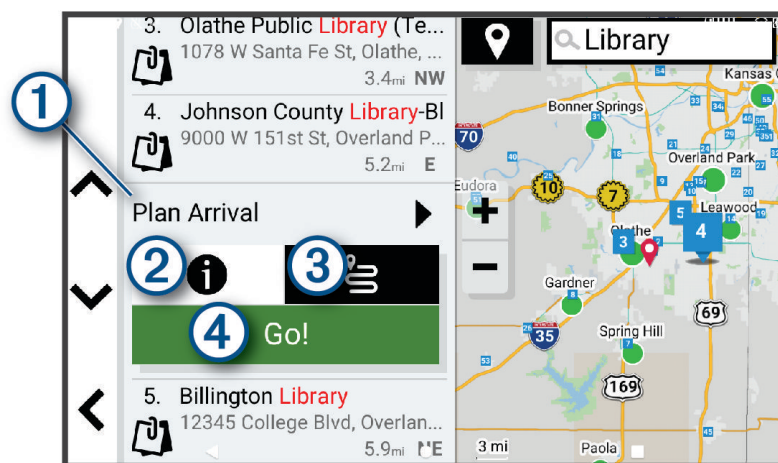 3. Olathe Public Library (Te...
1078 W Santa Fe St, Olathe, ...
3.4mi NW
4. Johnson County Library-Bl
9000 W 151st St, Overland P...
5.2mi E
1
Plan Arrival
2
3
4
Go!
5. Billington Library
12345 College Blvd, Overlan...
5.9mi NE
Library
Kansas
Bonner Springs
70
Overland Park
Eudora
10
7
Leawood
5
4
3
Olathe
+
−
Gardner
69
35
Spring Hill
169
3 mi
Paola